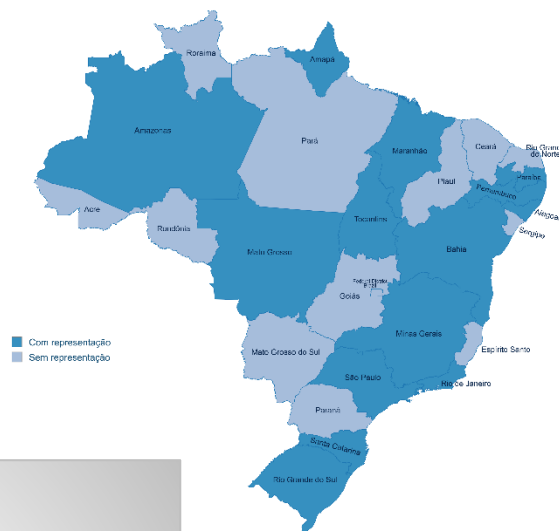 Roraima
Amapá
Amazonas
Pará
Maranhão
Ceará
Rio Grande
do Norte
Paraíba
Piauí
Pernambuco
Alagoas
Sergipe
Acre
Rondônia
Tocantins
Mato Grosso
Bahia
Goiás
Minas Gerais
Com representação
Sem representação
Mato Grosso do Sul
Espírito Santo
São Paulo
Rio de Janeiro
Paraná
Santa Catarina
Rio Grande do Sul